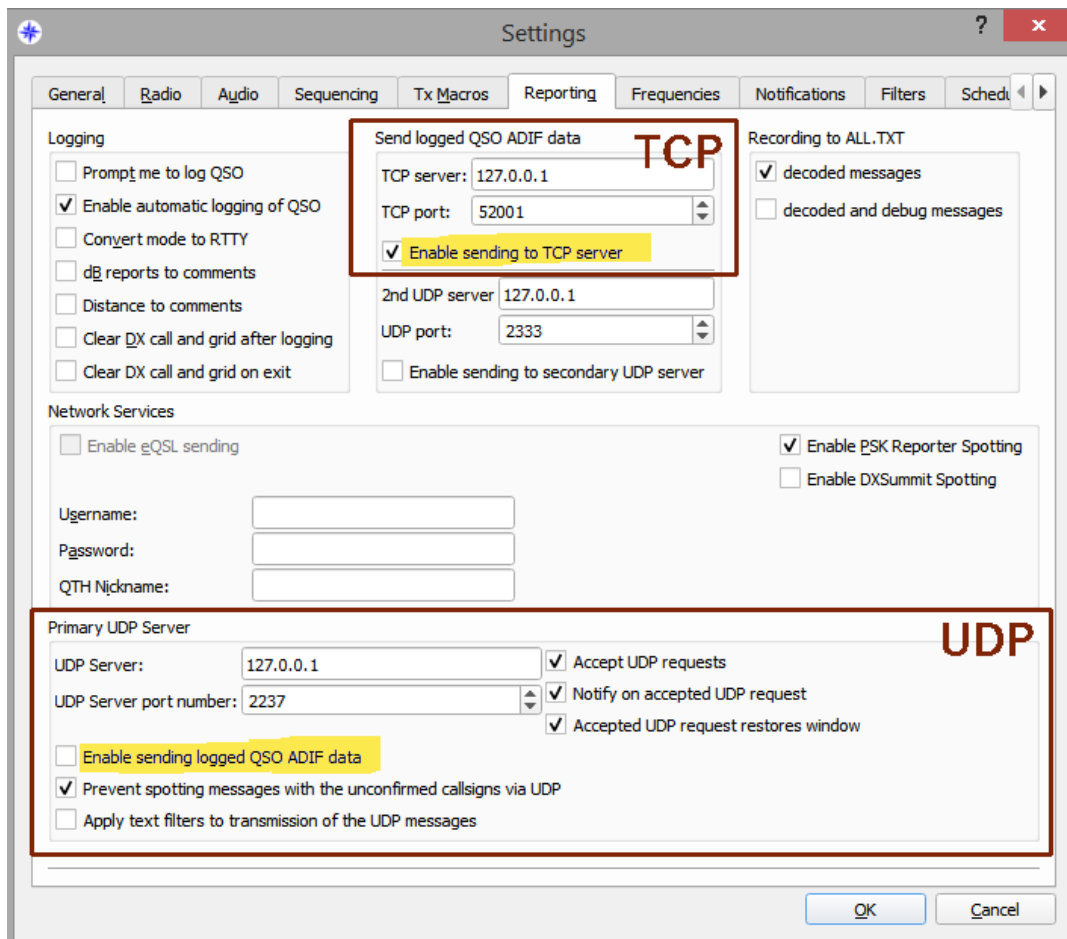 Settings
?
×
General Radio Audio Sequencing Tx Macros Reporting Frequencies Notifications Filters
Logging
Prompt me to log QSO
Enable automatic logging of QSO
Convert mode to RTTY
dB reports to comments
Distance to comments
Clear DX call and grid after logging
Clear DX call and grid on exit
Send logged QSO ADIF data
TCP
TCP server: 127.0.0.1
TCP port: 52001
Enable sending to TCP server
2nd UDP server 127.0.0.1
UDP port: 2333
Enable sending to secondary UDP server
Recording to ALL.TXT
decoded messages
decoded and debug messages
Network Services
Enable eQSL sending
Username:
Password:
QTH Nickname:
Enable PSK Reporter Spotting
Enable DXSummit Spotting
Primary UDP Server
UDP
UDP Server: 127.0.0.1
UDP Server port number: 2237
Enable sending logged QSO ADIF data
Prevent spotting messages with the unconfirmed callsigns via UDP
Apply text filters to transmission of the UDP messages
Accept UDP requests
Notify on accepted UDP request
Accepted UDP request restores window
OK
Cancel